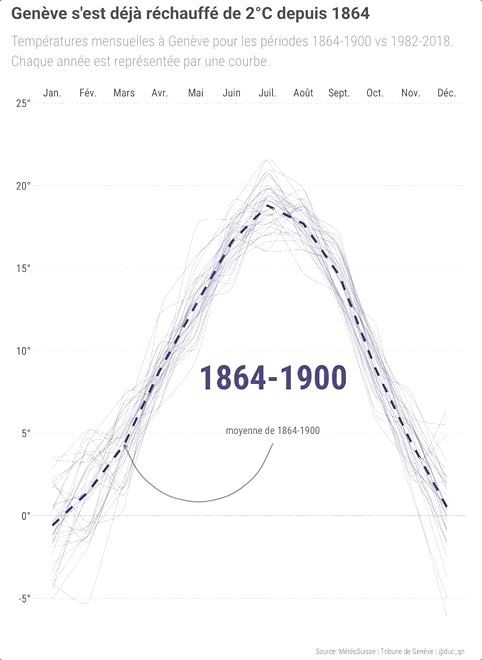 Genève s'est déjà réchauffé de 2°C depuis 1864
Températures mensuelles à Genève pour les périodes 1864-1900 vs 1982-2018.
Chaque année est représentée par une courbe.
Jan. Fév. Mars Avr. Mai Juin Juil. Août Sept. Oct. Nov. Déc.
25°
20°
15°
10°
1864-1900
5°
moyenne de 1864-1900
0°
-5°
Source: MétéoSuisse | Tribune de Genève | @duc_qn